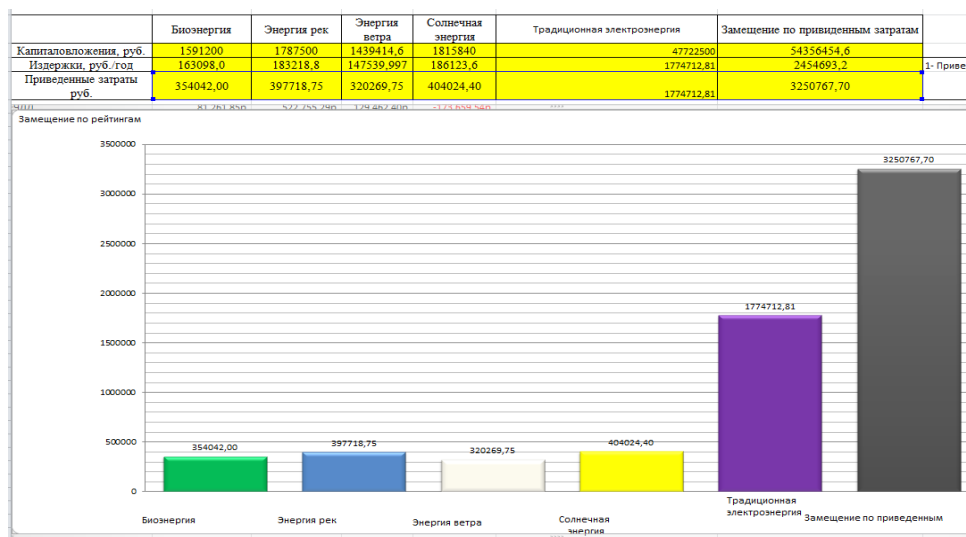 Биоэнергия Энергия рек Энергия ветра Солнечная энергия Традиционная электроэнергия Замещение по привиденным затратам
Капиталовложения, руб. 1591200 1787500 1439414,6 1815840 47722500 54356454,6
Издержки, руб./год 163098,0 183218,8 147539,997 186123,6 1774712,81 2454693,2 1- Приве
Приведенные затраты руб. 354042,00 397718,75 320269,75 404024,40 1774712,81 3250767,70
Замещение по рейтингам
3500000
3250767,70
3000000
2500000
2000000
1774712,81
1500000
1000000
500000
354042,00 397718,75 320269,75 404024,40
0
Биознергия Энергия рек Энергия ветра Солнечная энергия Традиционная электроэнергия Замещение по приведенным